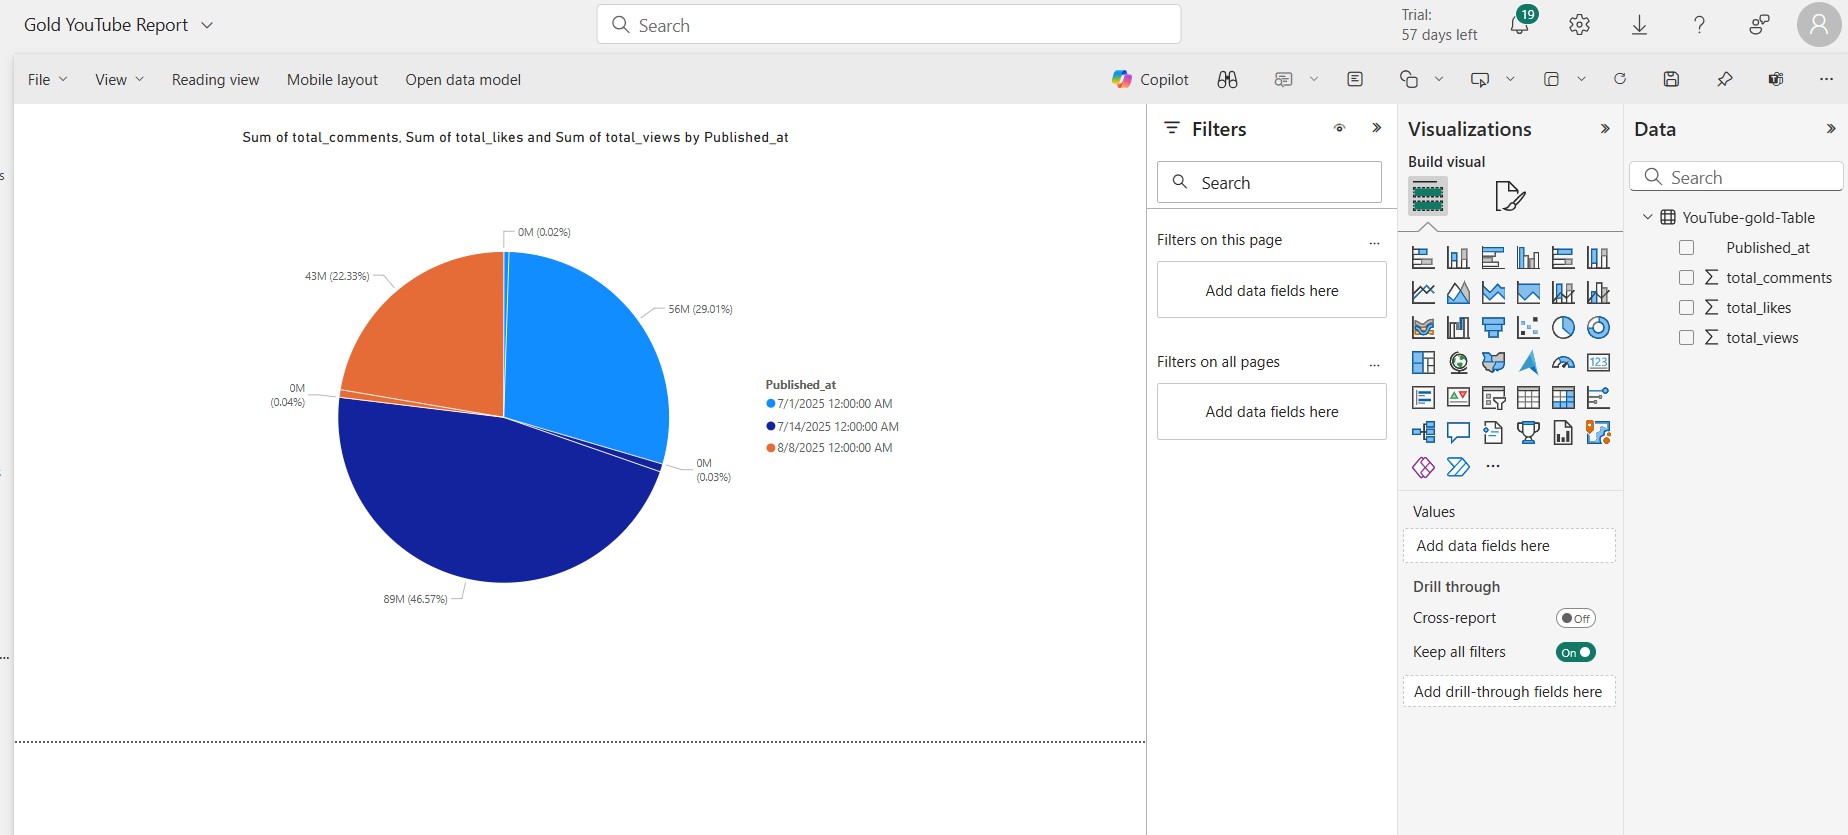 Gold YouTube Report
Search
Trial:
57 days left
19
File
View
Reading view
Mobile layout
Open data model
Copilot
...
Sum of total_comments, Sum of total_likes and Sum of total_views by Published_at
0M (0.02%)
43M (22.33%)
56M (29.01%)
0M
(0.04%)
0M
(0.03%)
89M (46.57%)
Published_at
7/1/2025 12:00:00 AM
7/14/2025 12:00:00 AM
8/8/2025 12:00:00 AM
s
...
Filters
Search
Filters on this page
...
Add data fields here
Filters on all pages
...
Add data fields here
Visualizations
Build visual
123
...
Values
Add data fields here
Drill through
Cross-report
Off
Keep all filters
On
Add drill-through fields here
Data
Search
YouTube-gold-Table
Published_at
∑ total_comments
∑ total_likes
∑ total_views